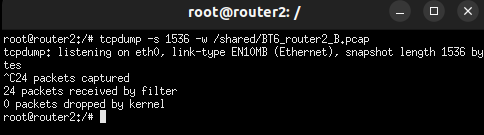 root@router2: /
root@router2:/# tcpdump -s 1536 -w /shared/BT6_router2_B.pcap
tcpdump: listening on eth0, link-type EN10MB (Ethernet), snapshot length 1536 by
tes
^C24 packets captured
24 packets received by filter
0 packets dropped by kernel
root@router2:/#